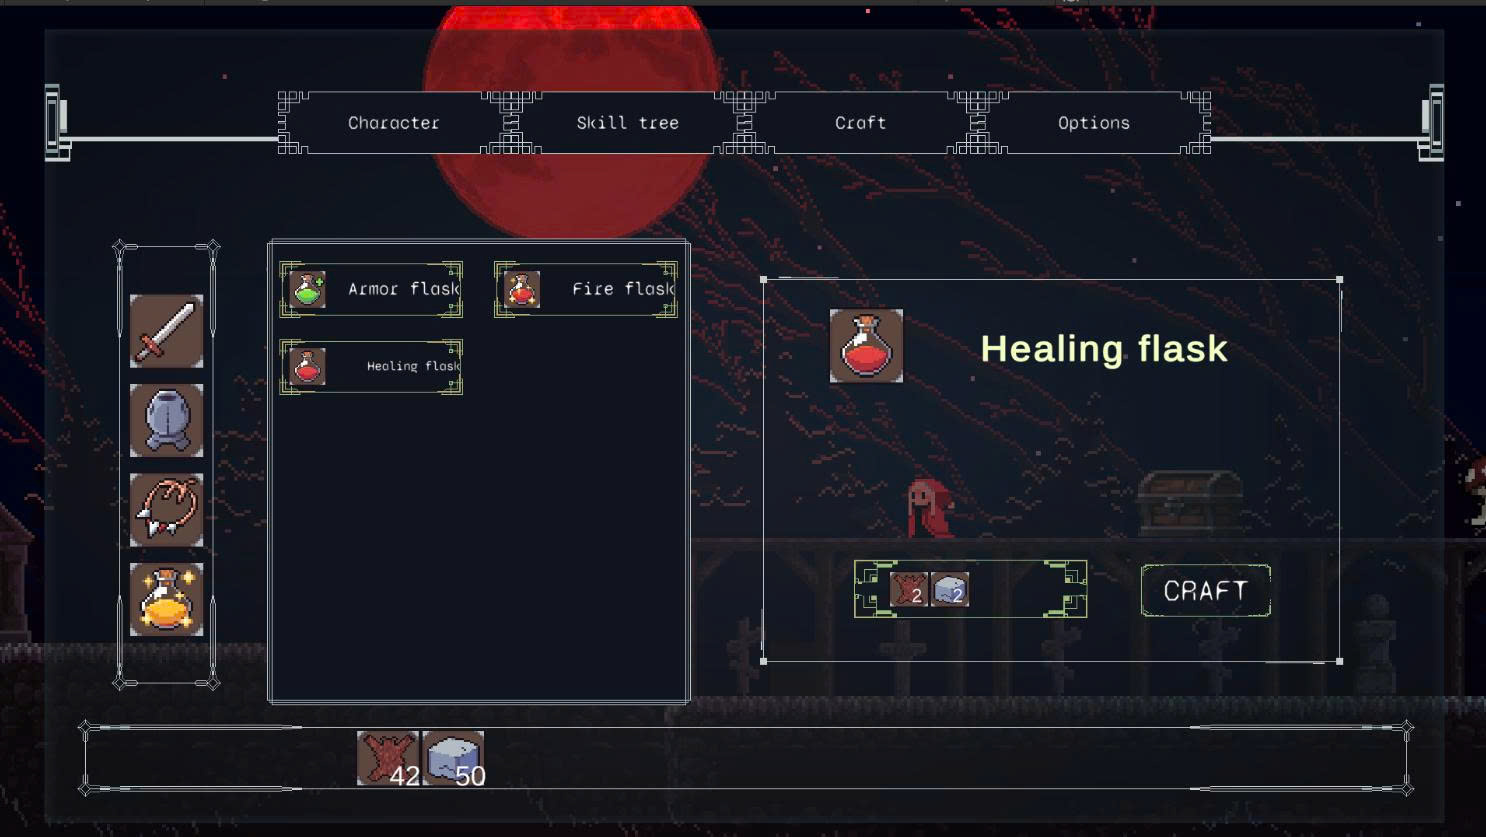 Character
Skill tree
Craft
Options
Armor flask
Fire flask
Healing flask
Healing flask
2
2
CRAFT
42
50